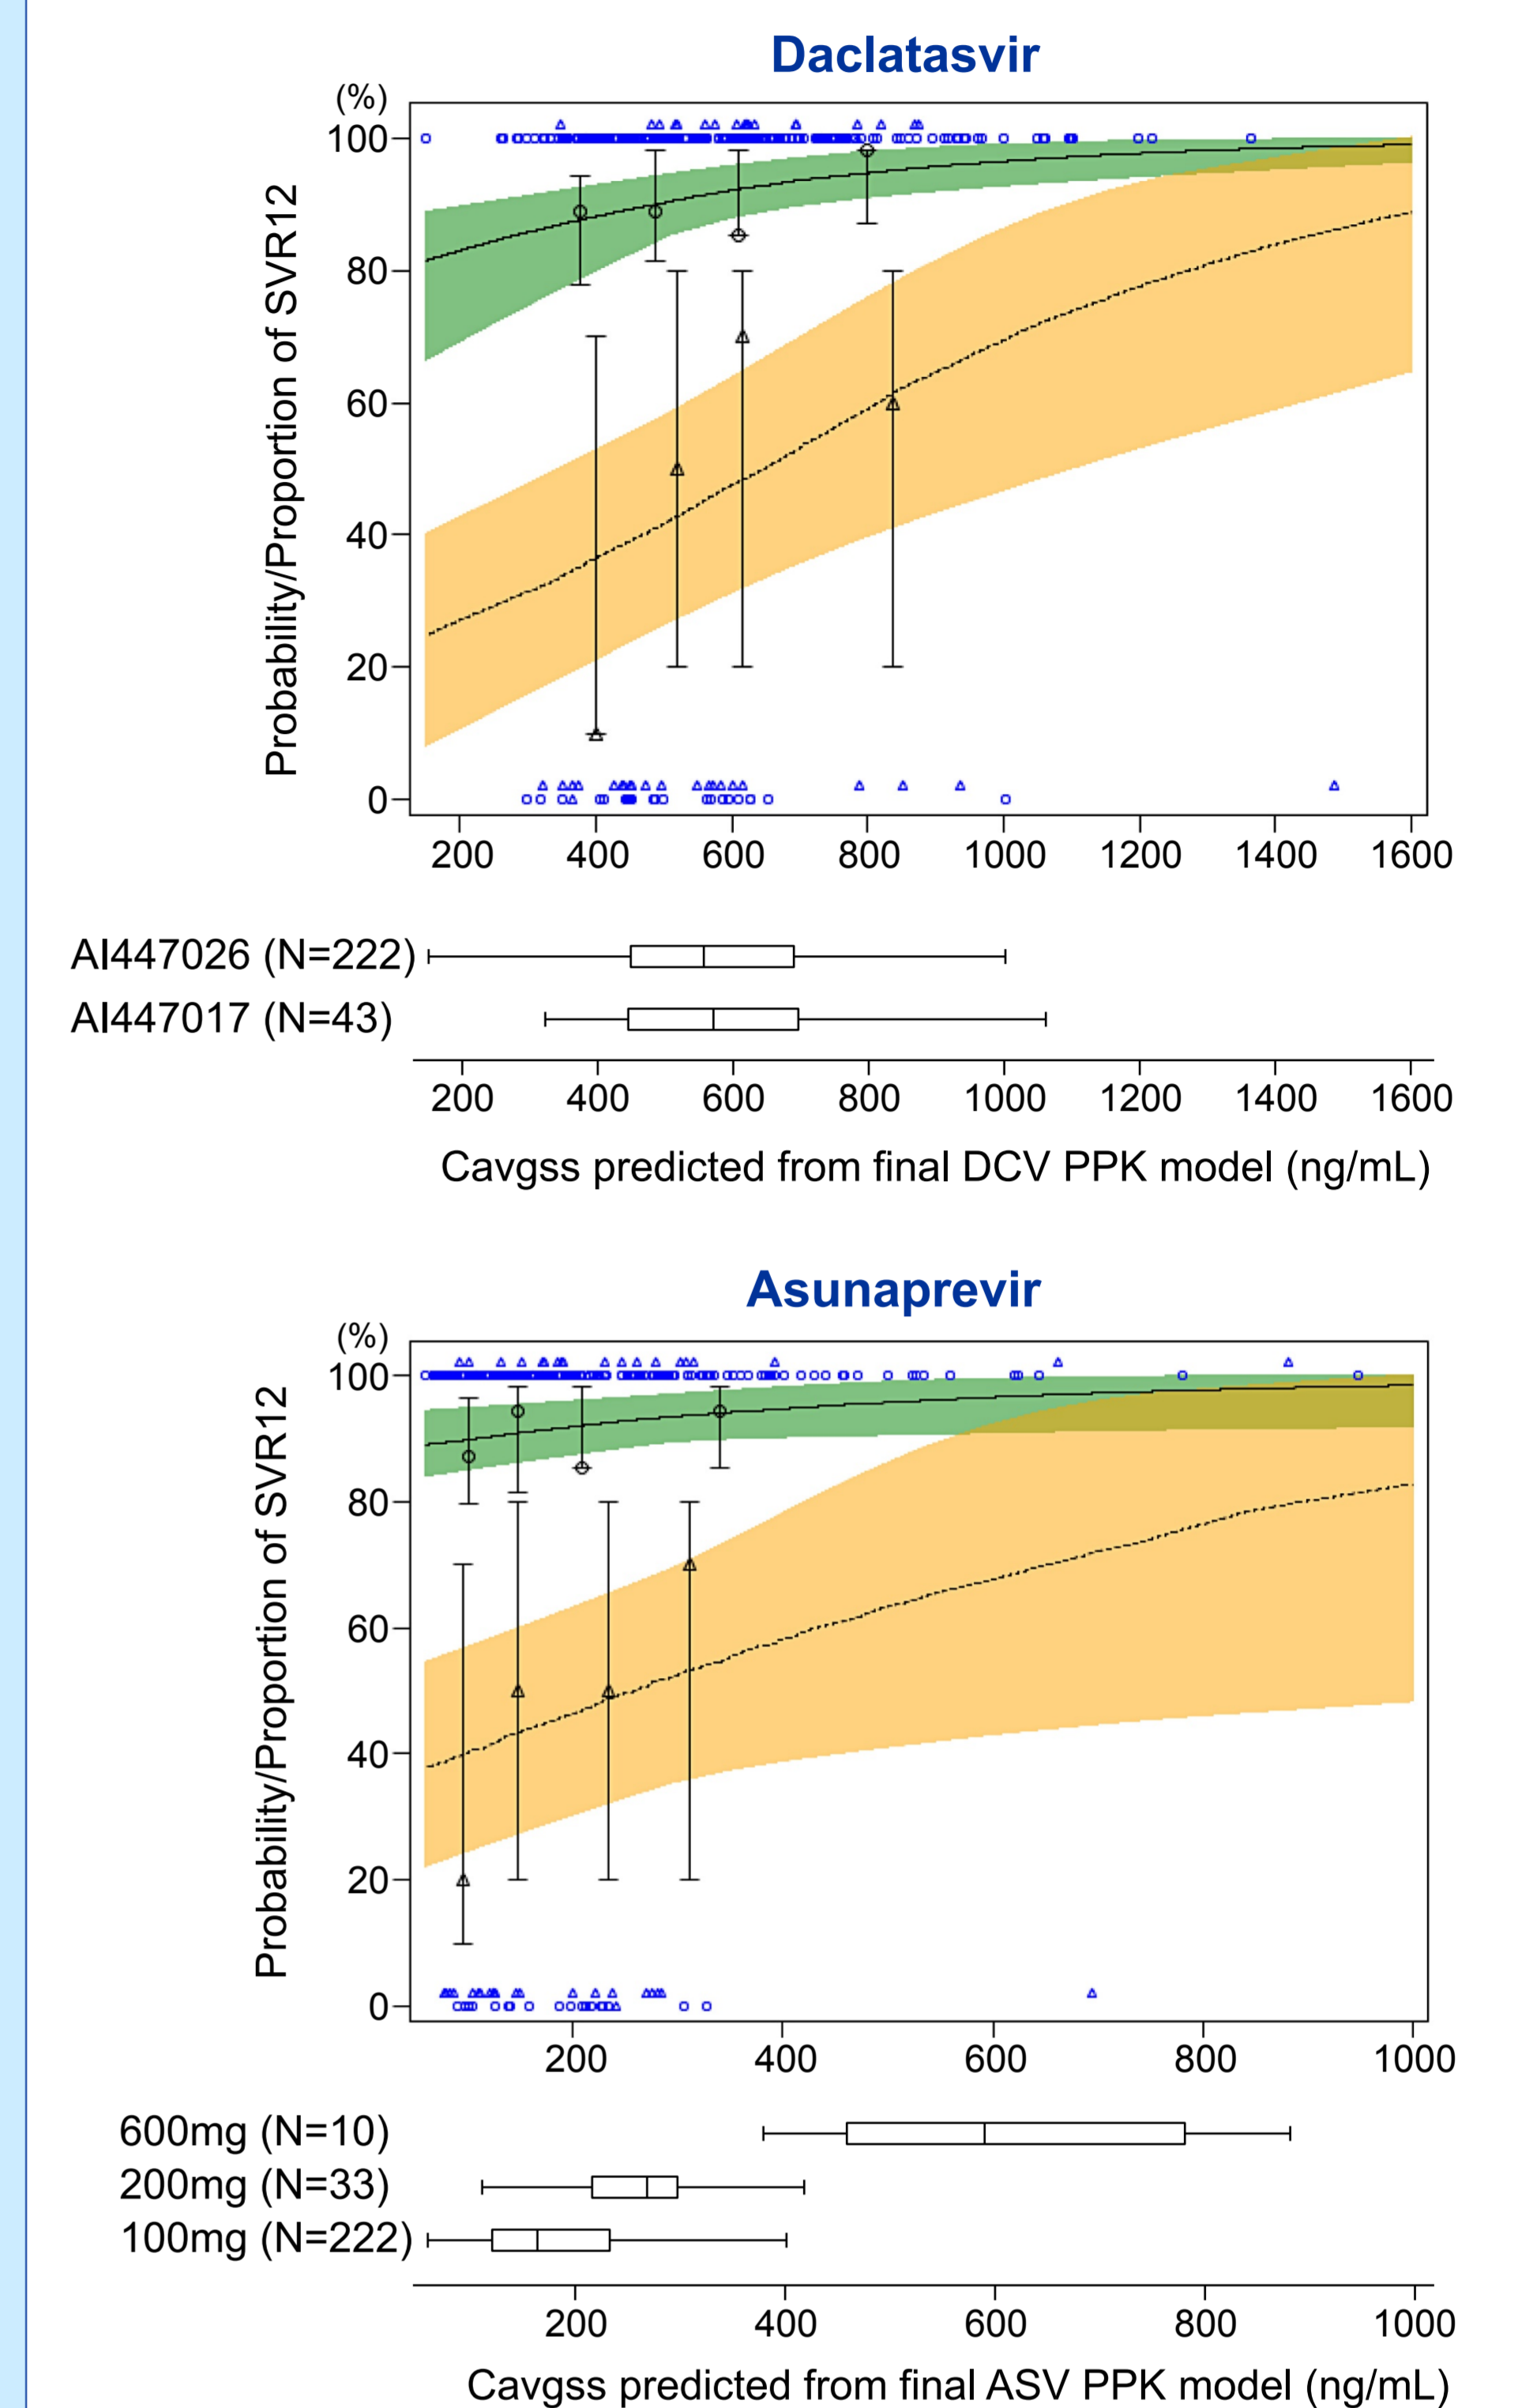 Daclatasvir
(%)
Probability/Proportion of SVR12
100
80
60
40
20
0
200 400 600 800 1000 1200 1400 1600
AI447026 (N=222)
AI447017 (N=43)
200 400 600 800 1000 1200 1400 1600
Cavgss predicted from final DCV PPK model (ng/mL)
Asunaprevir
(%)
Probability/Proportion of SVR12
100
80
60
40
20
0
200 400 600 800 1000
600mg (N=10)
200mg (N=33)
100mg (N=222)
200 400 600 800 1000
Cavgss predicted from final ASV PPK model (ng/mL)